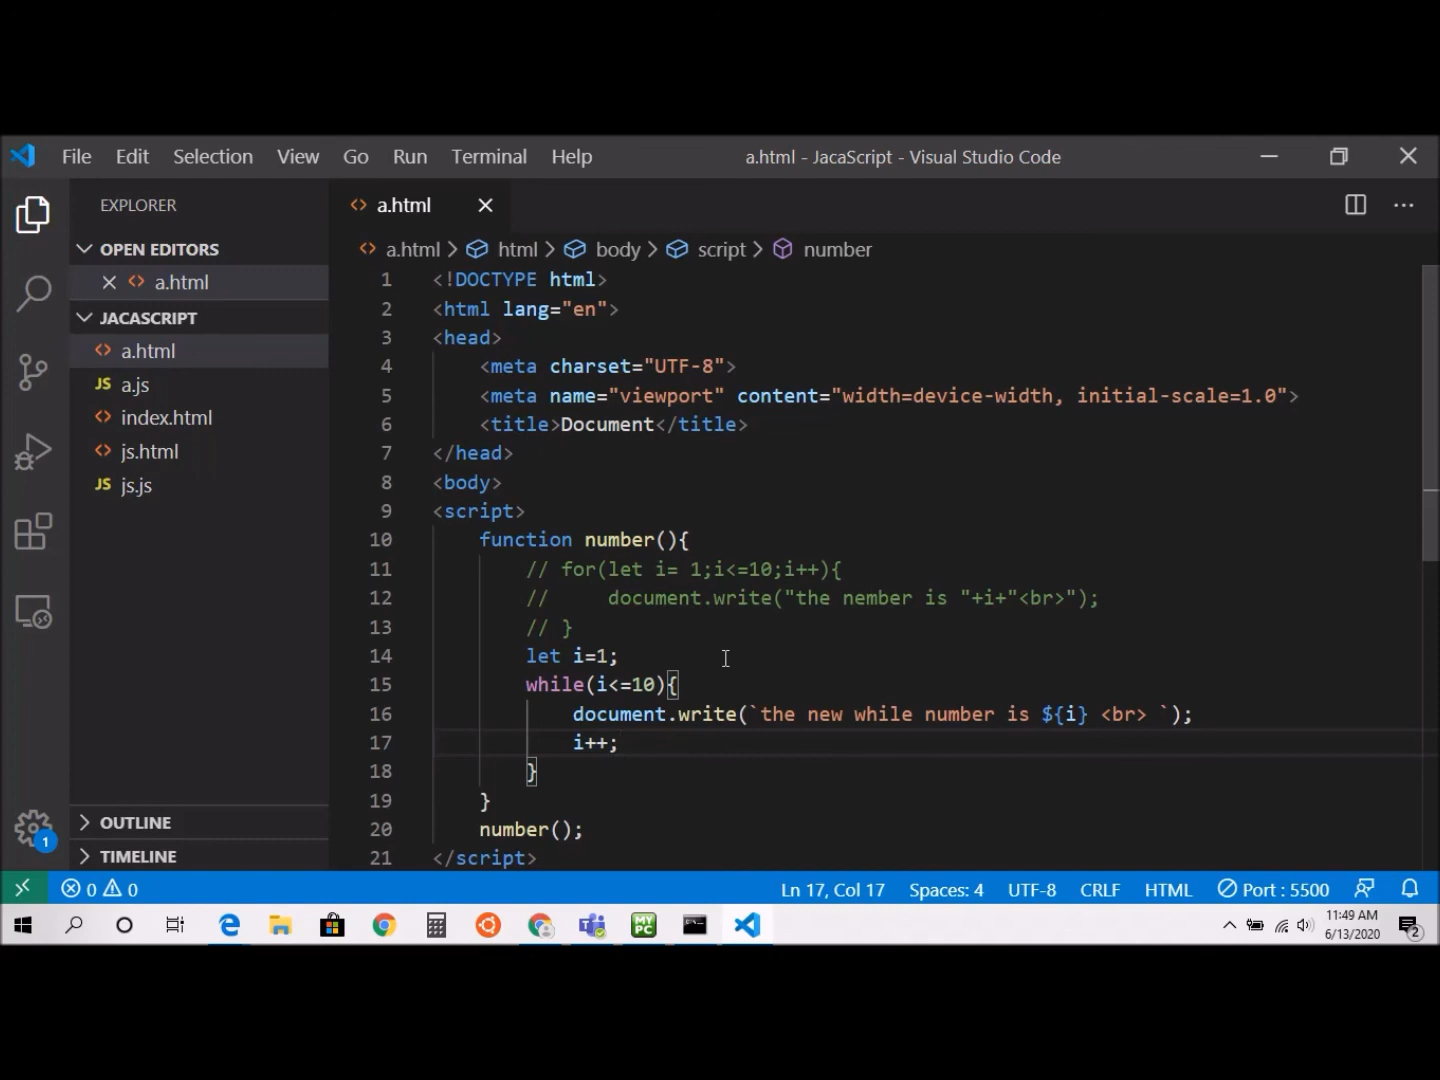 File Edit Selection View Go Run Terminal Help a.html - JacaScript - Visual Studio Code
EXPLORER
OPEN EDITORS
a.html
JACASCRIPT
a.html
JS a.js
index.html
js.html
JS js.js
OUTLINE
TIMELINE
a.html
a.html > html > body > script > number
1 <!DOCTYPE html>
2 <html lang="en">
3 <head>
4 <meta charset="UTF-8">
5 <meta name="viewport" content="width=device-width, initial-scale=1.0">
6 <title>Document</title>
7 </head>
8 <body>
9 <script>
10 function number(){
11 // for(let i= 1;i<=10;i++){
12 // document.write("the nember is "+i+"<br>");
13 // }
14 let i=1;
15 while(i<=10){
16 document.write(`the new while number is ${i} <br> `);
17 i++;
18 }
19 }
20 number();
21 </script>
1
0 0 Ln 17, Col 17 Spaces: 4 UTF-8 CRLF HTML Port : 5500
MY PC
11:49 AM
6/13/2020
2